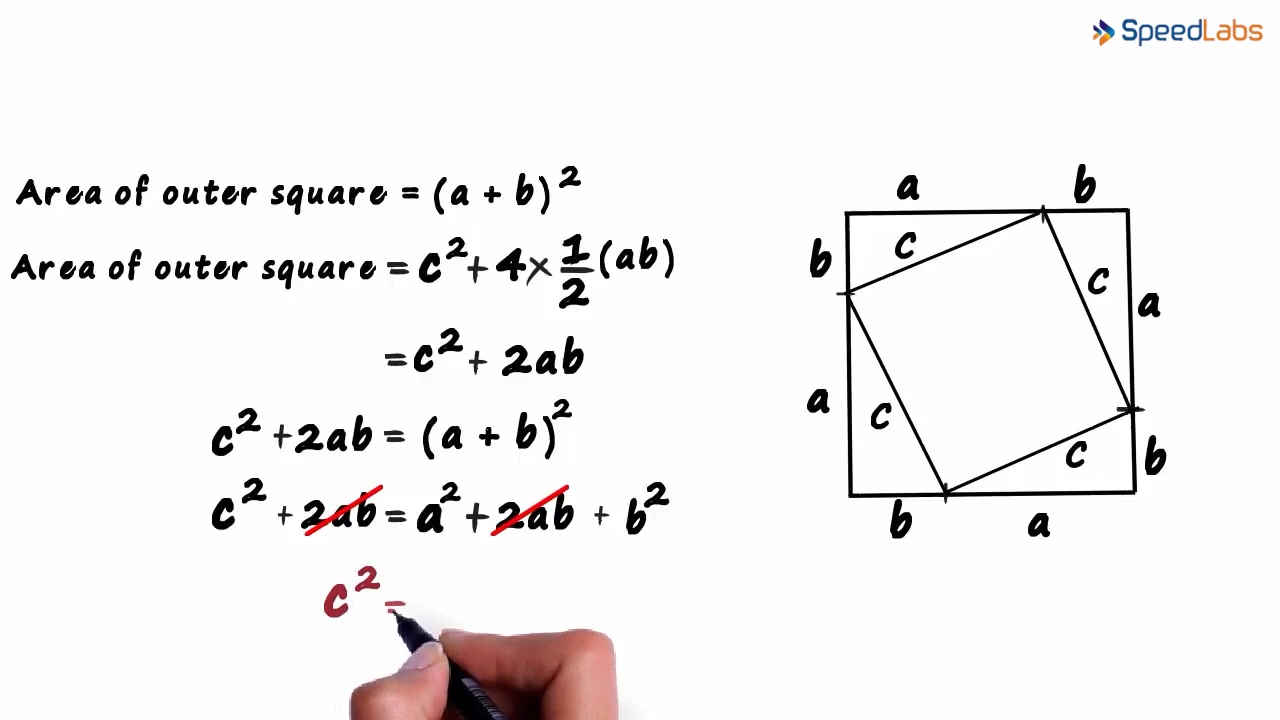 SpeedLabs
Area of outer square = (a + b)²
Area of outer square = c² + 4 × 1/2 (ab)
= c² + 2ab
c² + 2ab = (a + b)²
c² + 2ab = a² + 2ab + b²
c² =
a b
b c
c a
a c
c b
b a